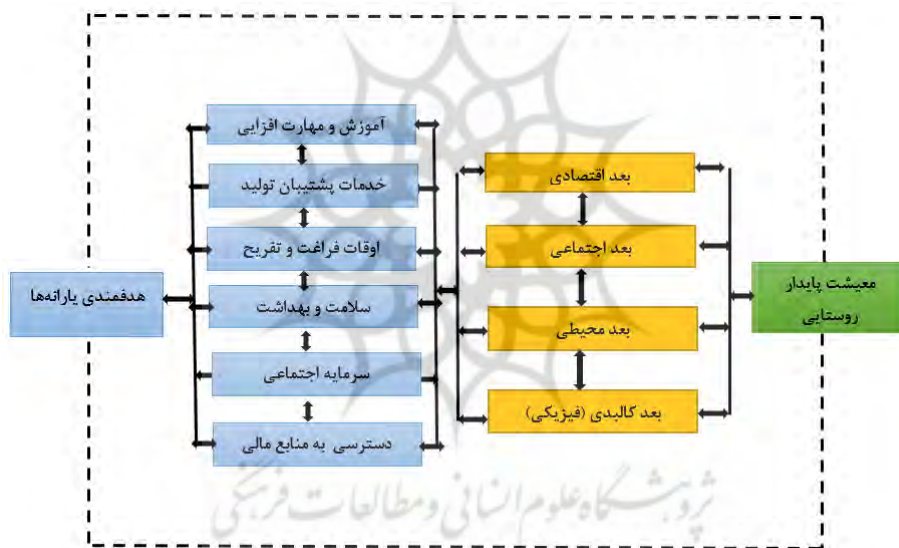 معیشت پایدار
روستایی
بعد اقتصادی
بعد اجتماعی
بعد محیطی
بعد کالبدی (فیزیکی)
آموزش و مهارت افزایی
خدمات پشتیبان تولید
اوقات فراغت و تفریح
سلامت و بهداشت
سرمایه اجتماعی
دسترسی به منابع مالی
هدفمندی یارانه‌ها
پژوهشگاه علوم انسانی و مطالعات فرهنگی